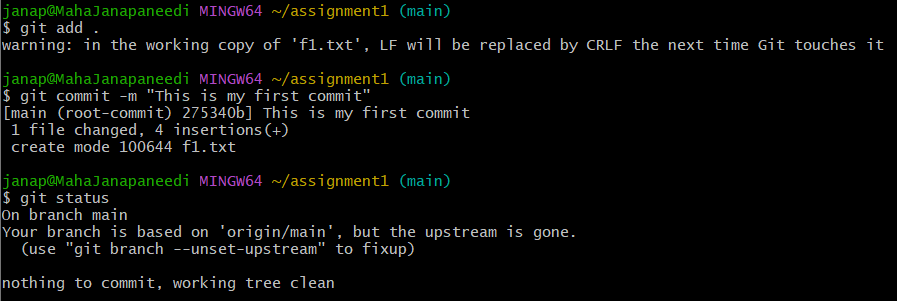 janap@MahaJanapaneedi MINGW64 ~/assignment1 (main)
$ git add .
warning: in the working copy of 'f1.txt', LF will be replaced by CRLF the next time Git touches it

janap@MahaJanapaneedi MINGW64 ~/assignment1 (main)
$ git commit -m "This is my first commit"
[main (root-commit) 275340b] This is my first commit
 1 file changed, 4 insertions(+)
 create mode 100644 f1.txt

janap@MahaJanapaneedi MINGW64 ~/assignment1 (main)
$ git status
On branch main
Your branch is based on 'origin/main', but the upstream is gone.
  (use "git branch --unset-upstream" to fixup)

nothing to commit, working tree clean